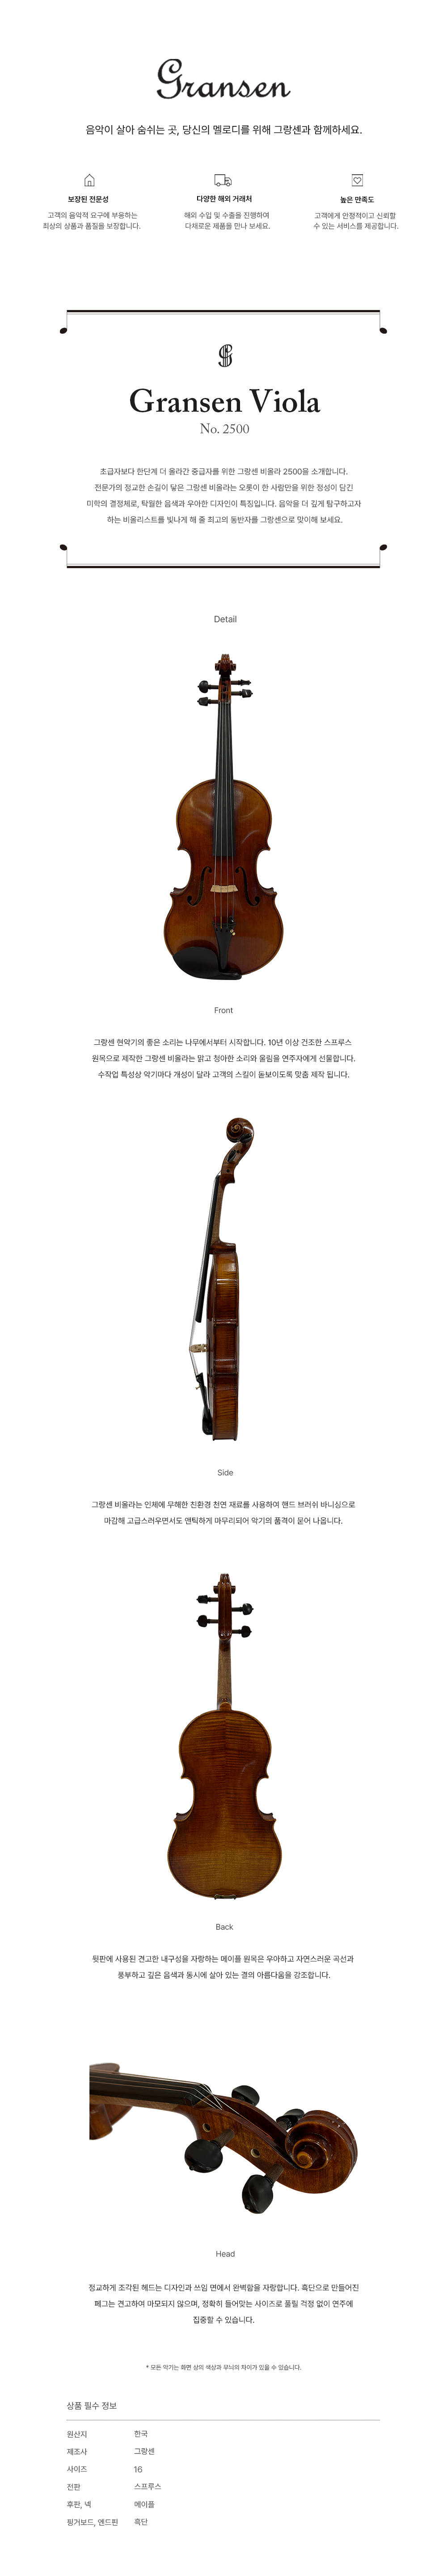 Gransen
음악이 살아 숨쉬는 곳, 당신의 멜로디를 위해 그랑센과 함께하세요.
보장된 전문성
고객의 음악적 요구에 부응하는
최상의 상품과 품질을 보장합니다.
다양한 해외 거래처
해외 수입 및 수출을 진행하여
다채로운 제품을 만나 보세요.
높은 만족도
고객에게 안정적이고 신뢰할
수 있는 서비스를 제공합니다.
Gransen Viola
No. 2500
초급자보다 한단계 더 올라간 중급자를 위한 그랑센 비올라 2500을 소개합니다.
전문가의 정교한 손길이 닿은 그랑센 비올라는 오롯이 한 사람만을 위한 정성이 담긴
미학의 결정체로, 탁월한 음색과 우아한 디자인이 특징입니다. 음악을 더 깊게 탐구하고자
하는 비올리스트를 빛나게 해 줄 최고의 동반자를 그랑센으로 맞이해 보세요.
Detail
Front
그랑센 현악기의 좋은 소리는 나무에서부터 시작합니다. 10년 이상 건조한 스프루스
원목으로 제작한 그랑센 비올라는 맑고 청아한 소리와 울림을 연주자에게 선물합니다.
수작업 특성상 악기마다 개성이 달라 고객의 스킬이 돋보이도록 맞춤 제작 됩니다.
Side
그랑센 비올라는 인체에 무해한 친환경 천연 재료를 사용하여 핸드 브러쉬 바니싱으로
마감해 고급스러우면서도 앤틱하게 마무리되어 악기의 품격이 묻어 나옵니다.
Back
뒷판에 사용된 견고한 내구성을 자랑하는 메이플 원목은 우아하고 자연스러운 곡선과
풍부하고 깊은 음색과 동시에 살아 있는 결의 아름다움을 강조합니다.
Head
정교하게 조각된 헤드는 디자인과 쓰임 면에서 완벽함을 자랑합니다. 흑단으로 만들어진
페그는 견고하여 마모되지 않으며, 정확히 들어맞는 사이즈로 풀릴 걱정 없이 연주에
집중할 수 있습니다.
* 모든 악기는 화면 상의 색상과 무늬의 차이가 있을 수 있습니다.
상품 필수 정보
원산지 한국
제조사 그랑센
사이즈 16
전판 스프루스
후판, 넥 메이플
핑거보드, 엔드핀 흑단